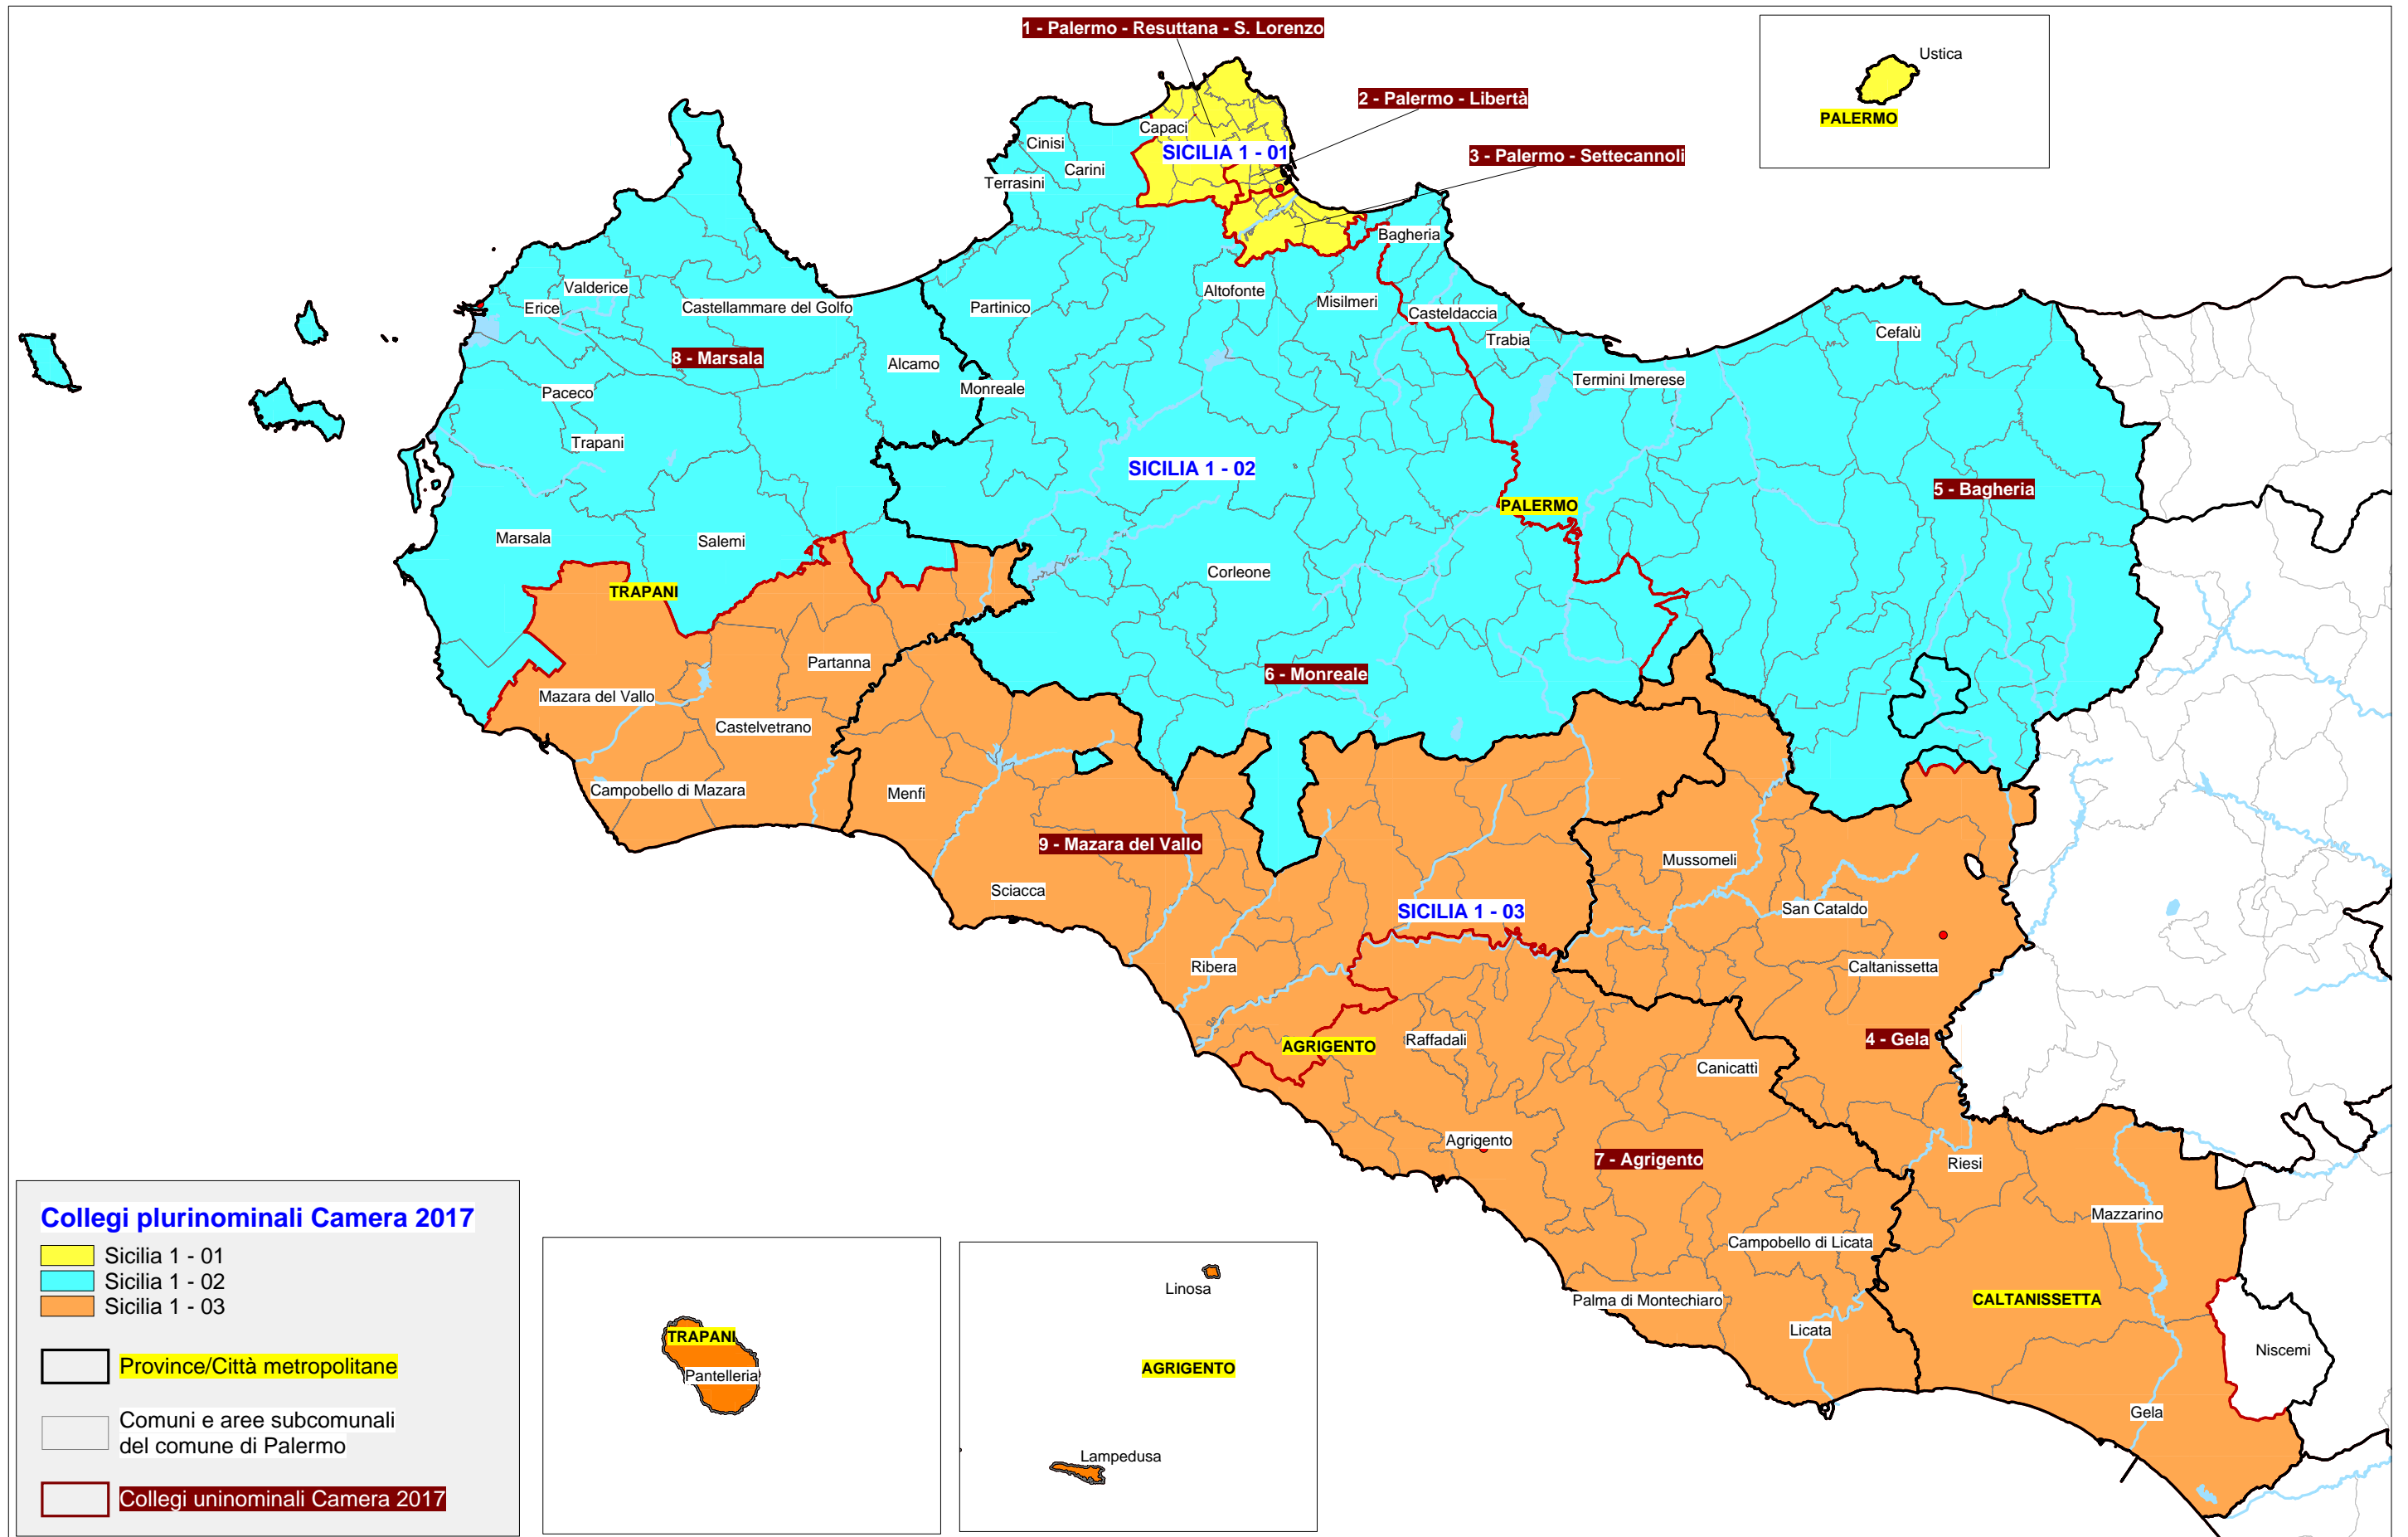 1 - Palermo - Resuttana - S. Lorenzo
Ustica
PALERMO
2 - Palermo - Libertà
Capaci
SICILIA 1 - 01
3 - Palermo - Settecannoli
Cinisi
Carini
Terrasini
Bagheria
Valderice
Erice
Castellammare del Golfo
Partinico
Altofonte
Misilmeri
Casteldaccia
Trabia
Cefalù
8 - Marsala
Alcamo
Monreale
Termini Imerese
Paceco
Trapani
SICILIA 1 - 02
5 - Bagheria
PALERMO
Marsala
Salemi
Corleone
TRAPANI
Partanna
6 - Monreale
Mazara del Vallo
Castelvetrano
Campobello di Mazara
Menfi
9 - Mazara del Vallo
Mussomeli
Sciacca
SICILIA 1 - 03
San Cataldo
Ribera
Caltanissetta
AGRIGENTO
Raffadali
4 - Gela
Canicattì
Agrigento
7 - Agrigento
Riesi
Mazzarino
Campobello di Licata
Palma di Montechiaro
CALTANISSETTA
Licata
Niscemi
Gela
Collegi plurinominali Camera 2017
Sicilia 1 - 01
Sicilia 1 - 02
Sicilia 1 - 03
Province/Città metropolitane
Comuni e aree subcomunali
del comune di Palermo
Collegi uninominali Camera 2017
TRAPANI
Pantelleria
Linosa
AGRIGENTO
Lampedusa